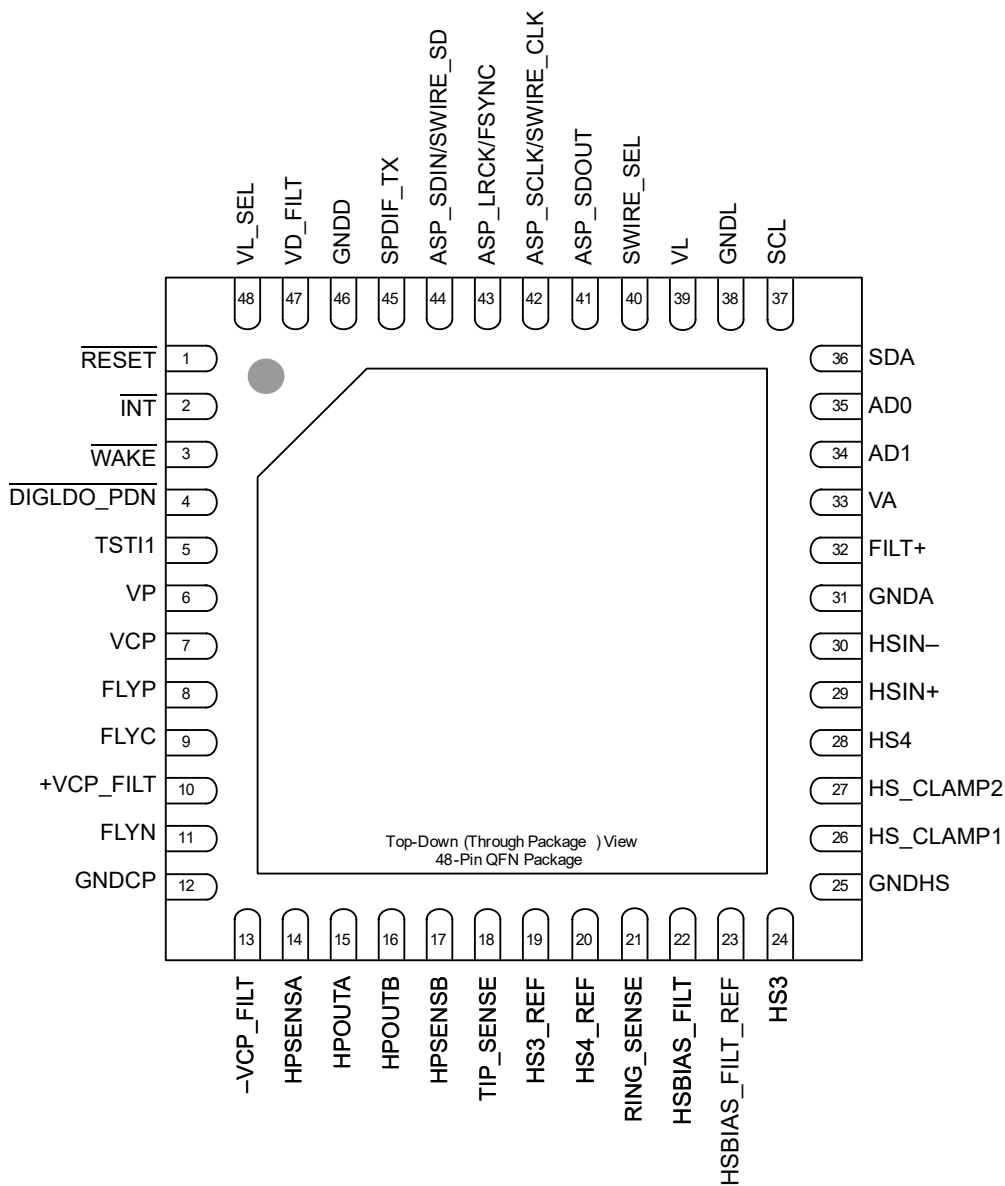 VL_SEL
VD_FILT
GNDD
SPDIF_TX
ASP_SDIN/SWIRE_SD
ASP_LRCK/FSYNC
ASP_SCLK/SWIRE_CLK
ASP_SDOUT
SWIRE_SEL
VL
GNDL
SCL
48 47 46 45 44 43 42 41 40 39 38 37
RESET 1
INT 2
WAKE 3
DIGLDO_PDN 4
TSTI1 5
VP 6
VCP 7
FLYP 8
FLYC 9
+VCP_FILT 10
FLYN 11
GNDCP 12
36 SDA
35 AD0
34 AD1
33 VA
32 FILT+
31 GNDA
30 HSIN–
29 HSIN+
28 HS4
27 HS_CLAMP2
26 HS_CLAMP1
25 GNDHS
Top-Down (Through Package ) View
48-Pin QFN Package
13 14 15 16 17 18 19 20 21 22 23 24
–VCP_FILT
HPSENSA
HPOUTA
HPOUTB
HPSENSB
TIP_SENSE
HS3_REF
HS4_REF
RING_SENSE
HSBIAS_FILT
HSBIAS_FILT_REF
HS3